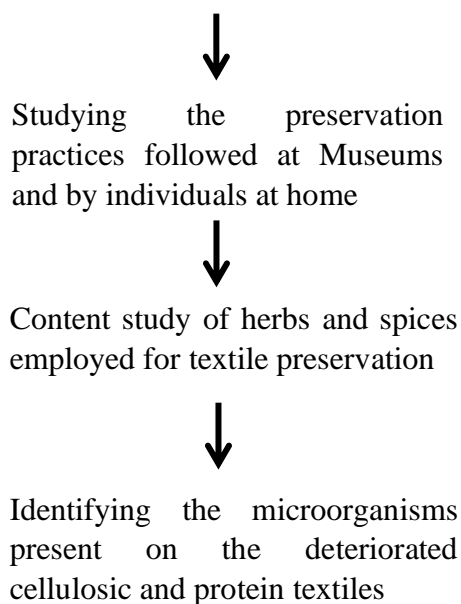 Studying the preservation
practices followed at Museums
and by individuals at home
Content study of herbs and spices
employed for textile preservation
Identifying the microorganisms
present on the deteriorated
cellulosic and protein textiles